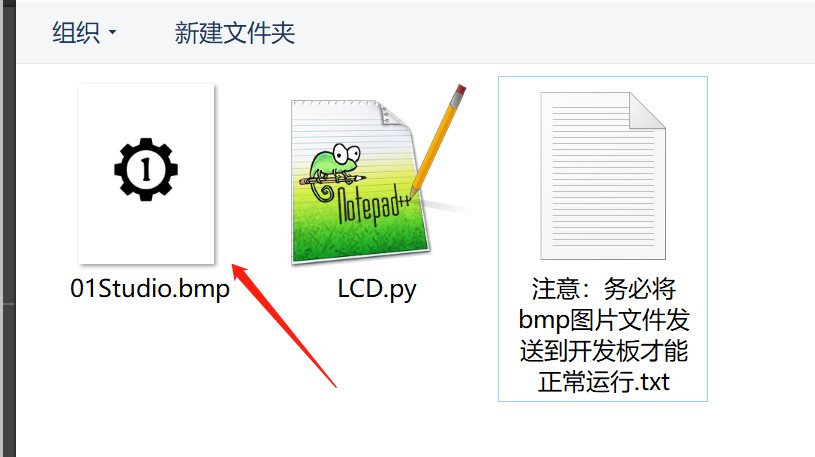 组织
新建文件夹
1
Notepad++
01Studio.bmp
LCD.py
注意：务必将
bmp图片文件发
送到开发板才能
正常运行.txt